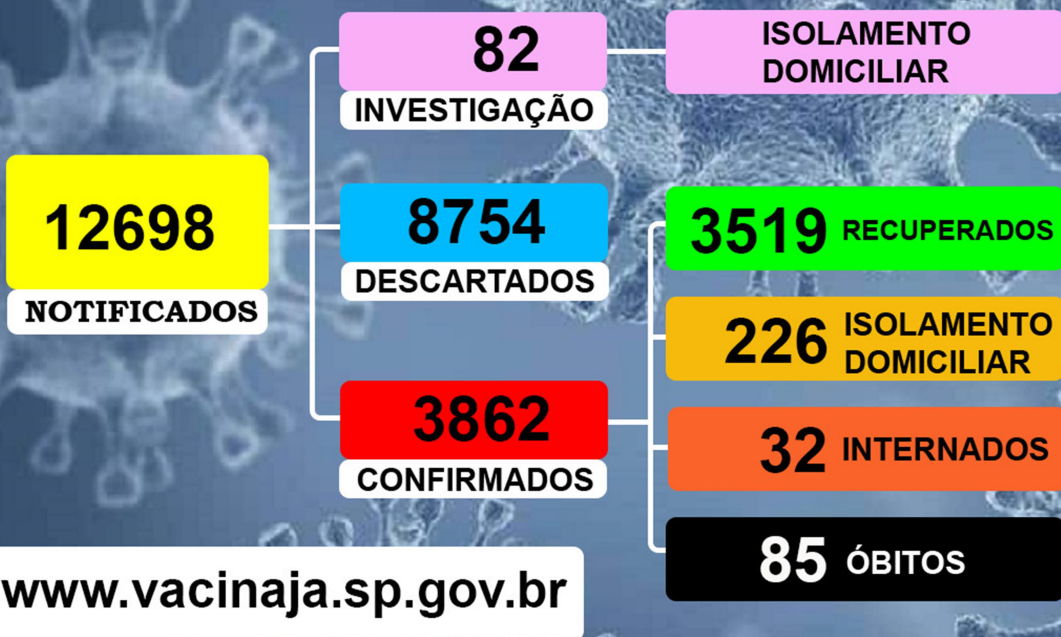 12698
NOTIFICADOS
82
INVESTIGAÇÃO
ISOLAMENTO
DOMICILIAR
8754
DESCARTADOS
3862
CONFIRMADOS
3519 RECUPERADOS
226 ISOLAMENTO
DOMICILIAR
32 INTERNADOS
85 ÓBITOS
www.vacinaja.sp.gov.br